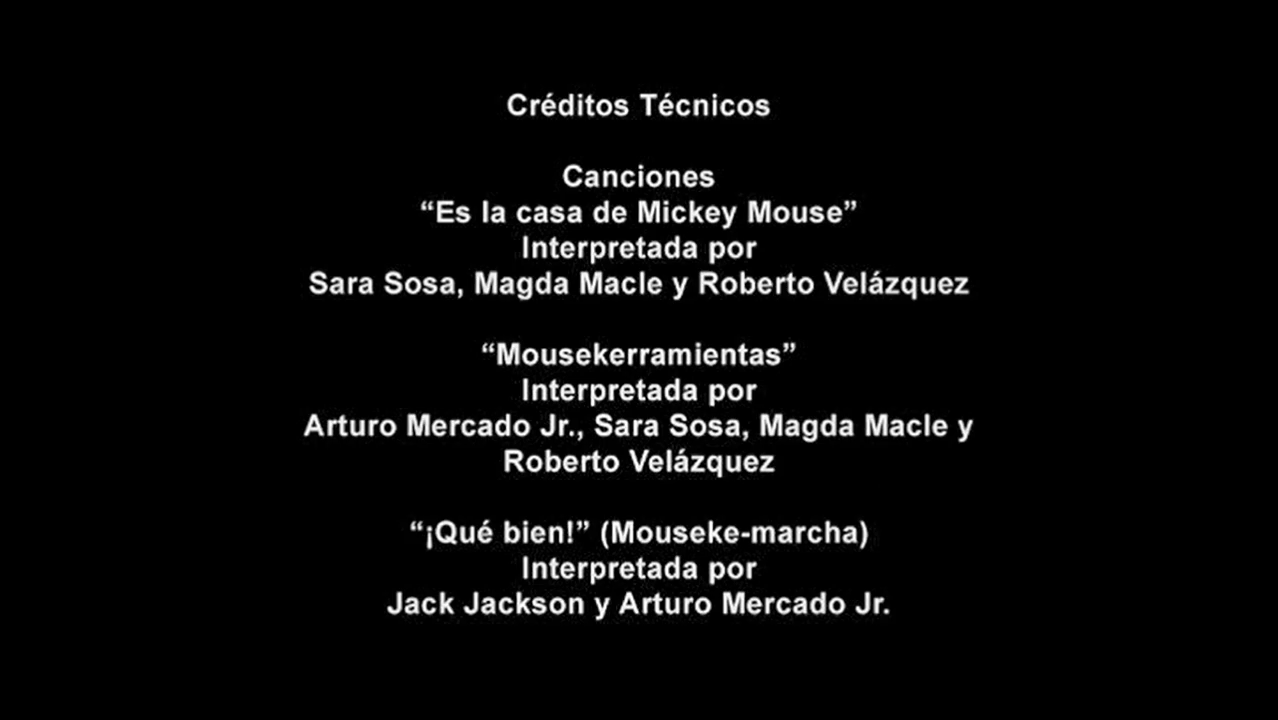 Créditos Técnicos
Canciones
“Es la casa de Mickey Mouse”
Interpretada por
Sara Sosa, Magda Macle y Roberto Velázquez
“Mousekerramientas”
Interpretada por
Arturo Mercado Jr., Sara Sosa, Magda Macle y
Roberto Velázquez
“¡Qué bien!” (Mouseke-marcha)
Interpretada por
Jack Jackson y Arturo Mercado Jr.